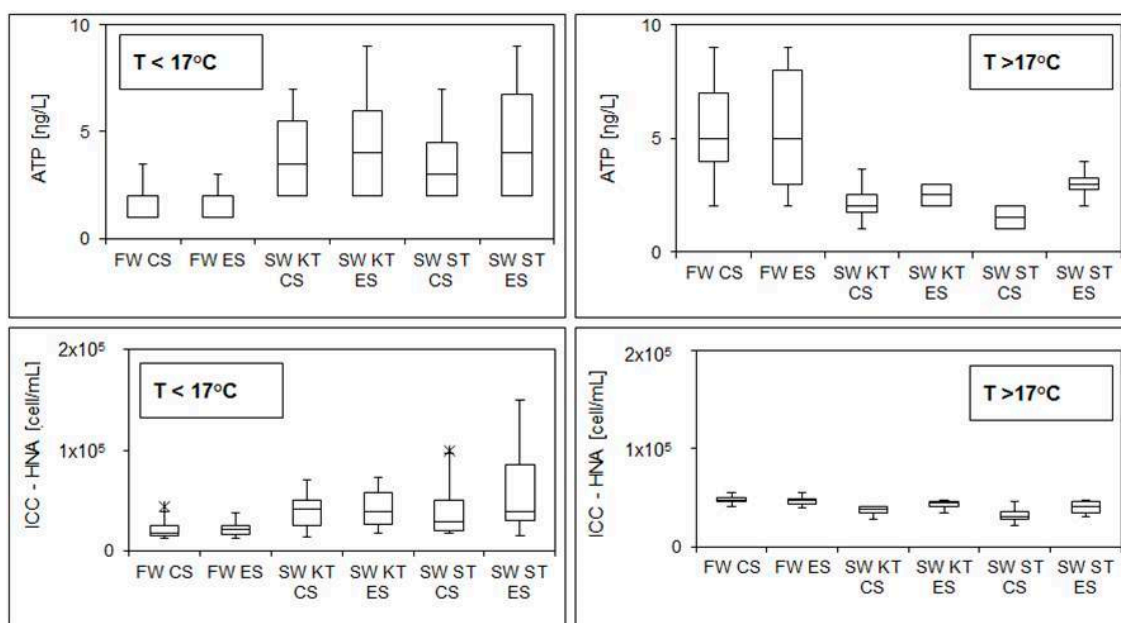 10
T < 17°C
ATP [ηg/L]
5
0
FW CS FW ES SW KT SW KT SW ST SW ST
CS ES CS ES
10
T >17°C
ATP [ηg/L]
5
0
FW CS FW ES SW KT SW KT SW ST SW ST
CS ES CS ES
2x10⁵
T < 17°C
ICC - HNA [cell/mL]
1x10⁵
0
FW CS FW ES SW KT SW KT SW ST SW ST
CS ES CS ES
2x10⁵
T >17°C
ICC - HNA [cell/mL]
1x10⁵
0
FW CS FW ES SW KT SW KT SW ST SW ST
CS ES CS ES